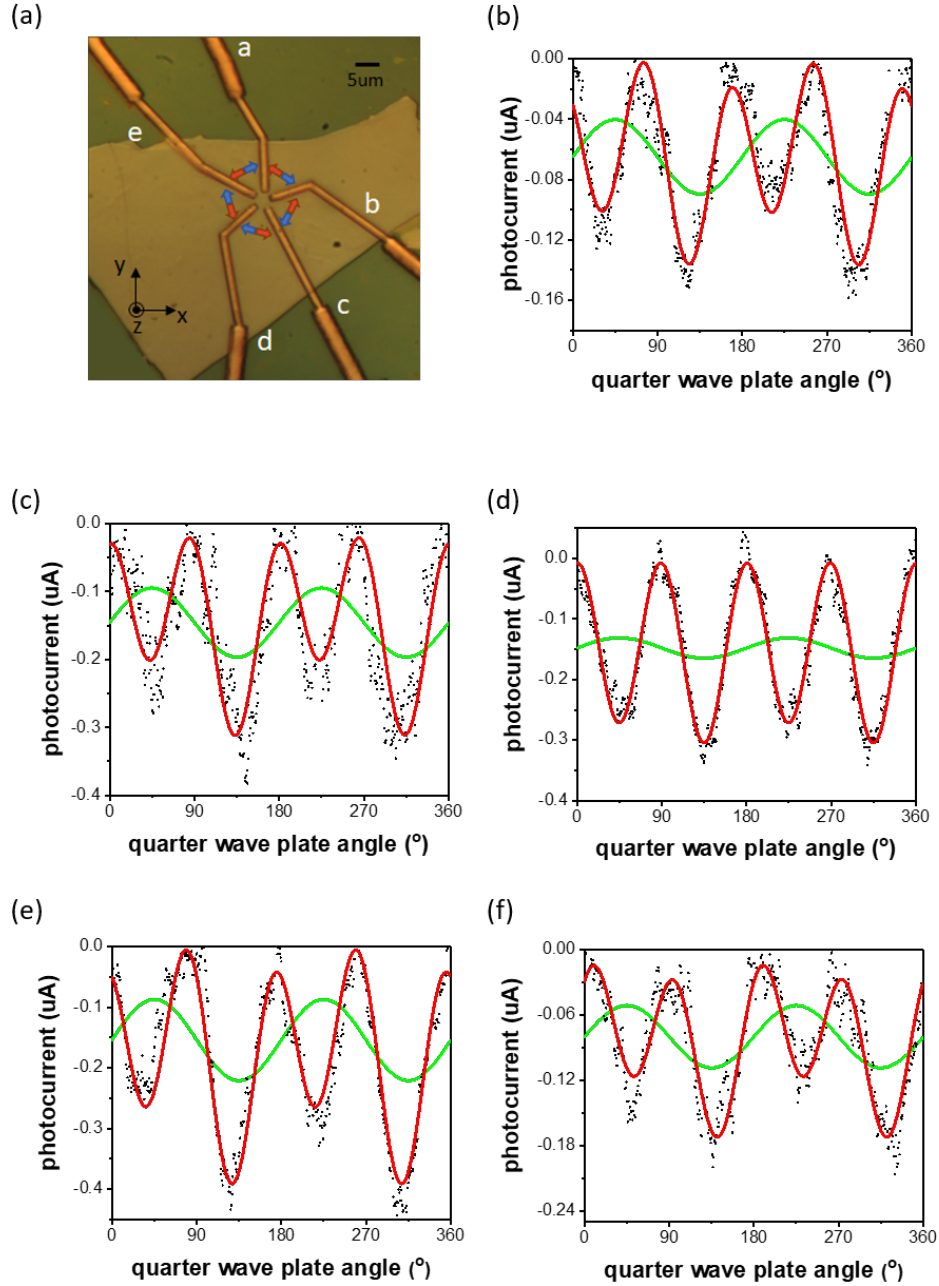 (a)
a
5um
e
b
y
x
z
c
d
(b)
0.00
-0.04
-0.08
-0.12
-0.16
photocurrent (uA)
0 90 180 270 360
quarter wave plate angle (°)
(c)
0.0
-0.1
-0.2
-0.3
-0.4
photocurrent (uA)
0 90 180 270 360
quarter wave plate angle (°)
(d)
0.0
-0.1
-0.2
-0.3
-0.4
photocurrent (uA)
0 90 180 270 360
quarter wave plate angle (°)
(e)
0.0
-0.1
-0.2
-0.3
-0.4
photocurrent (uA)
0 90 180 270 360
quarter wave plate angle (°)
(f)
0.00
-0.06
-0.12
-0.18
-0.24
photocurrent (uA)
0 90 180 270 360
quarter wave plate angle (°)